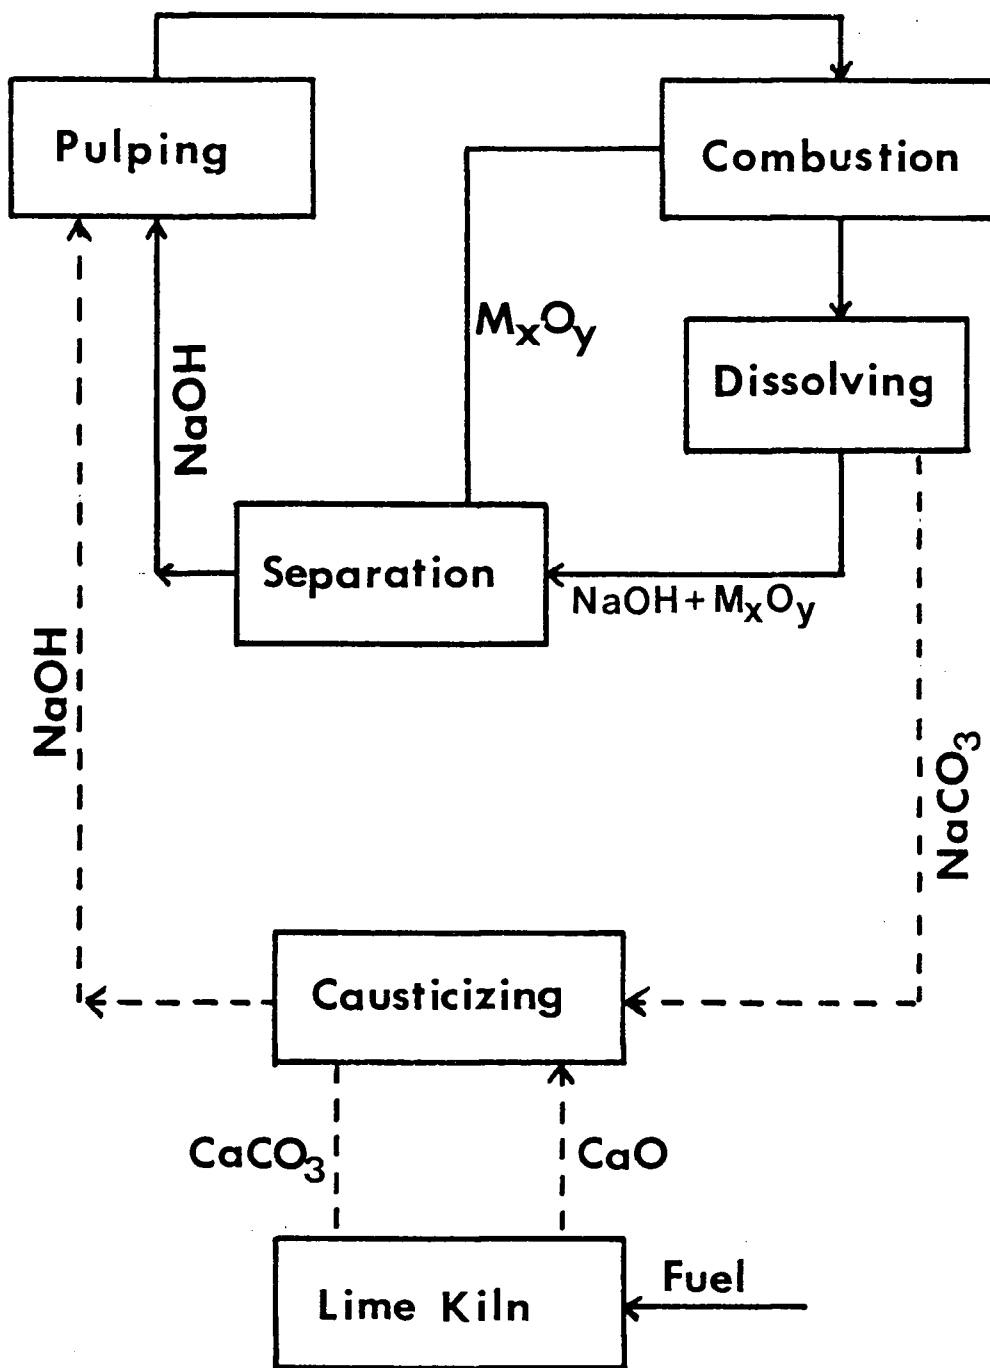 Pulping
Combustion
MxOy
Dissolving
NaOH
Separation
NaOH + MxOy
NaOH
NaCO3
Causticizing
CaCO3
CaO
Fuel
Lime Kiln